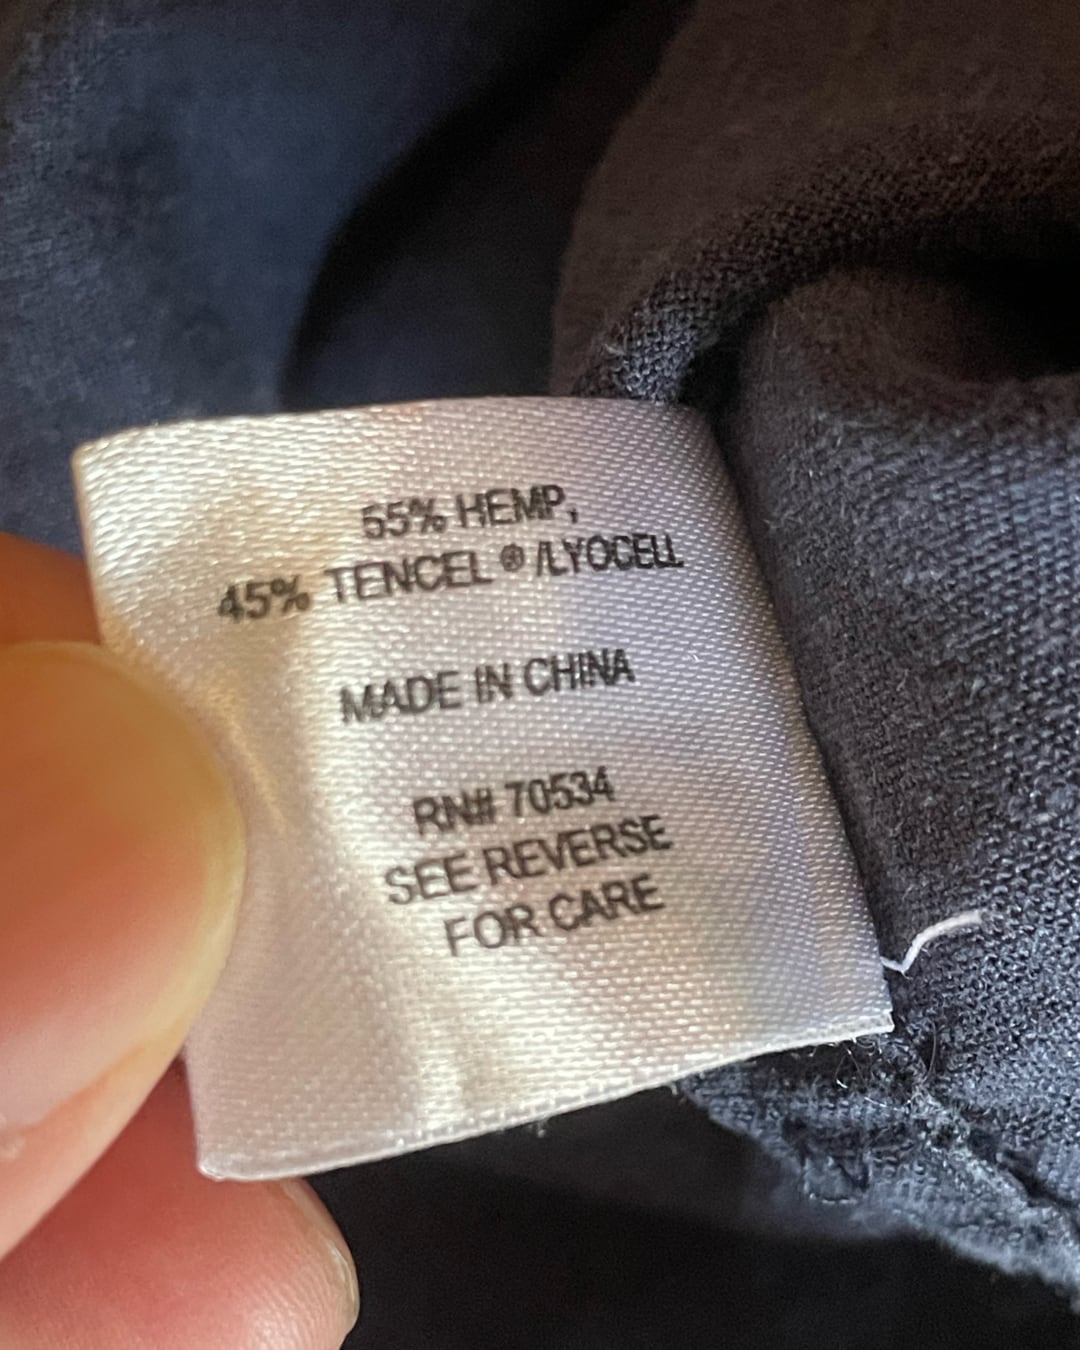 55% HEMP,
45% TENCEL ® /LYOCELL
MADE IN CHINA
RN# 70534
SEE REVERSE
FOR CARE